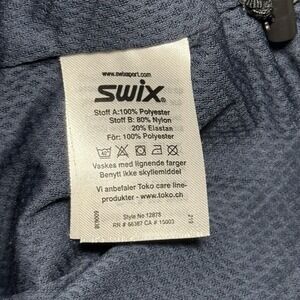 www.swixsport.com
SWIX
Stoff A:100% Polyester
Stoff B: 80% Nylon
20% Elastan
Fôr: 100% Polyester
Vaskes med lignende farger
Benytt ikke skyllemiddel
Vi anbefaler Toko care line-
produkter - www.toko.ch.
Style No 12878
RN # 66387 CA # 15003